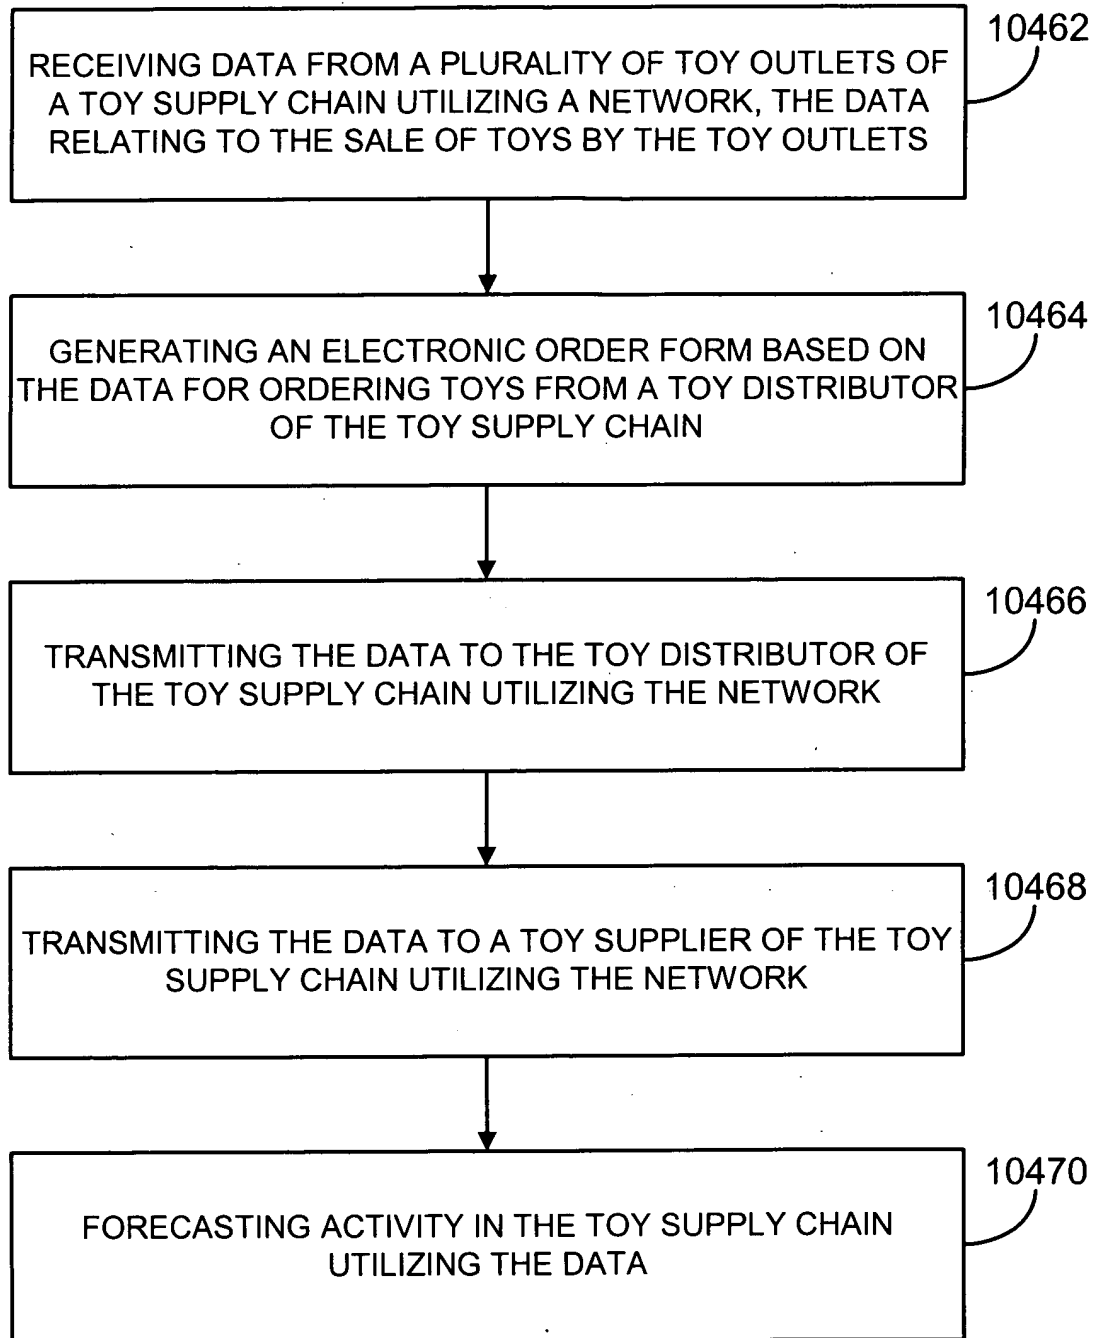 10462
RECEIVING DATA FROM A PLURALITY OF TOY OUTLETS OF
A TOY SUPPLY CHAIN UTILIZING A NETWORK, THE DATA
RELATING TO THE SALE OF TOYS BY THE TOY OUTLETS
10464
GENERATING AN ELECTRONIC ORDER FORM BASED ON
THE DATA FOR ORDERING TOYS FROM A TOY DISTRIBUTOR
OF THE TOY SUPPLY CHAIN
10466
TRANSMITTING THE DATA TO THE TOY DISTRIBUTOR OF
THE TOY SUPPLY CHAIN UTILIZING THE NETWORK
10468
TRANSMITTING THE DATA TO A TOY SUPPLIER OF THE TOY
SUPPLY CHAIN UTILIZING THE NETWORK
10470
FORECASTING ACTIVITY IN THE TOY SUPPLY CHAIN
UTILIZING THE DATA